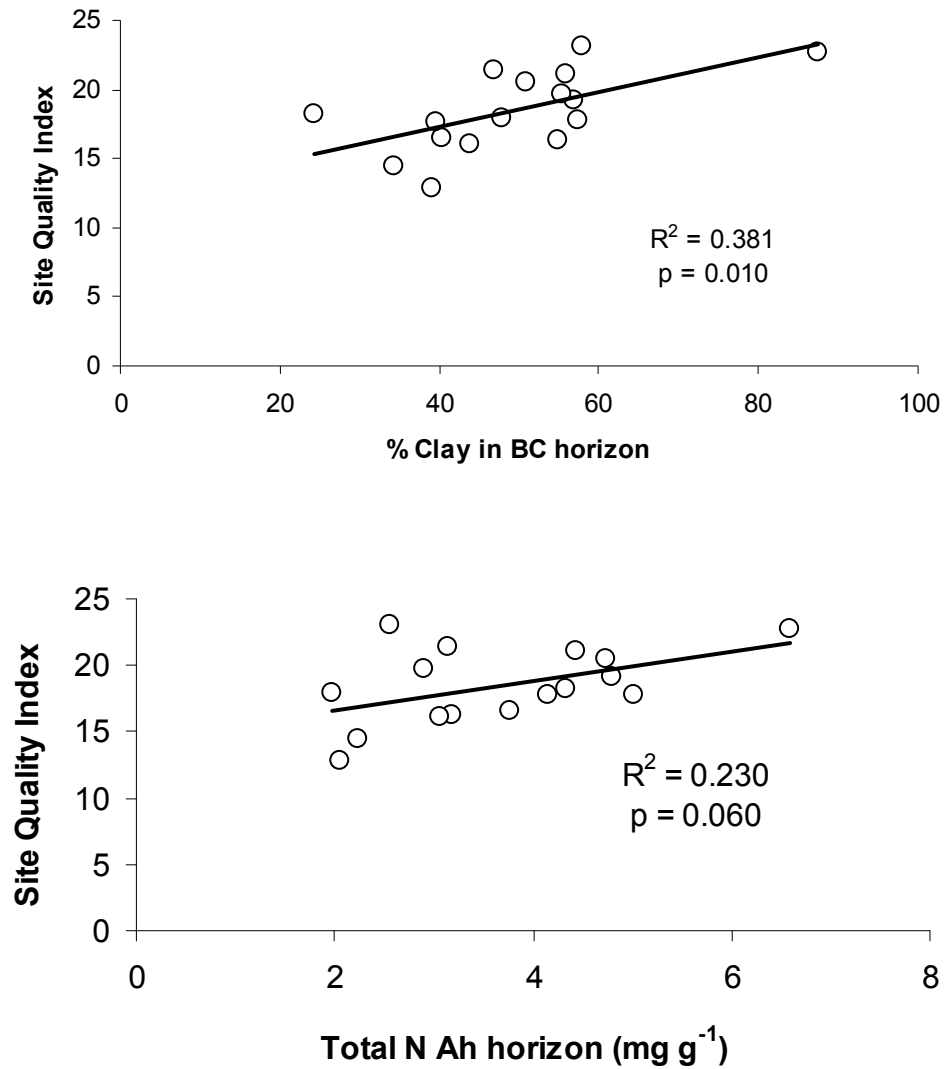 25
20
15
10
5
0
Site Quality Index
R² = 0.381
p = 0.010
0 20 40 60 80 100
% Clay in BC horizon
25
20
15
10
5
0
Site Quality Index
R² = 0.230
p = 0.060
0 2 4 6 8
Total N Ah horizon (mg g⁻¹)